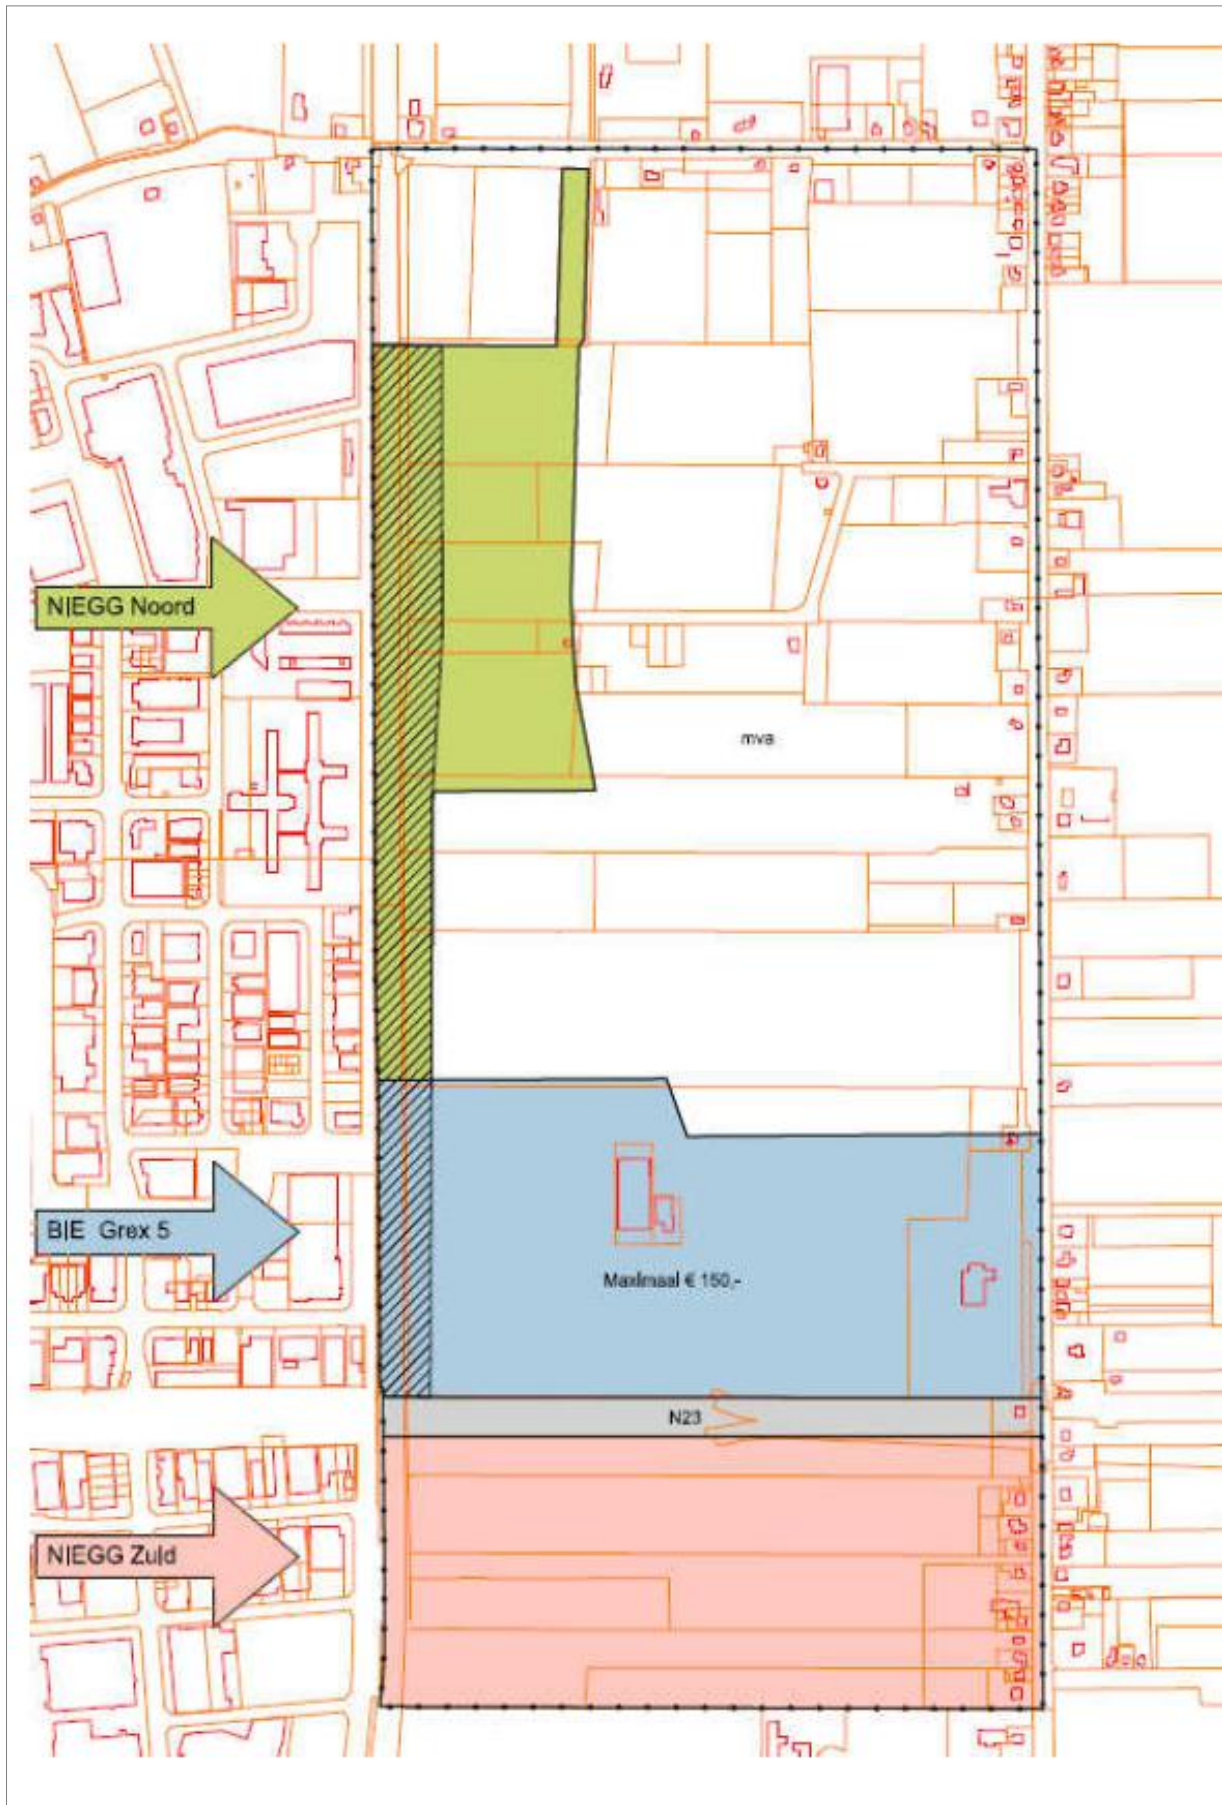 NIEGG Noord
mva
BIE Grex 5
Maximaal € 150,-
N23
NIEGG Zuid